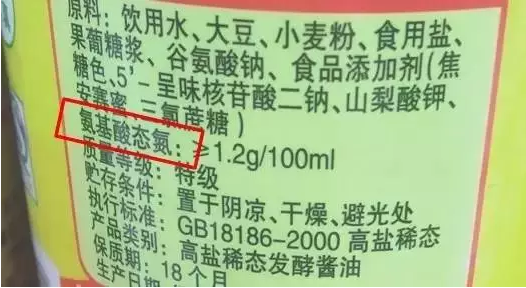 原料：饮用水、大豆、小麦粉、食用盐、
果葡糖浆、谷氨酸钠、食品添加剂(焦
糖色、5'-呈味核苷酸二钠、山梨酸钾、
安赛蜜、三氯蔗糖)
氨基酸态氮：≥1.2g/100ml
质量等级：特级
贮存条件：置于阴凉、干燥、避光处
执行标准：GB18186-2000 高盐稀态
产品类别：高盐稀态发酵酱油
保质期：18个月
生产日期